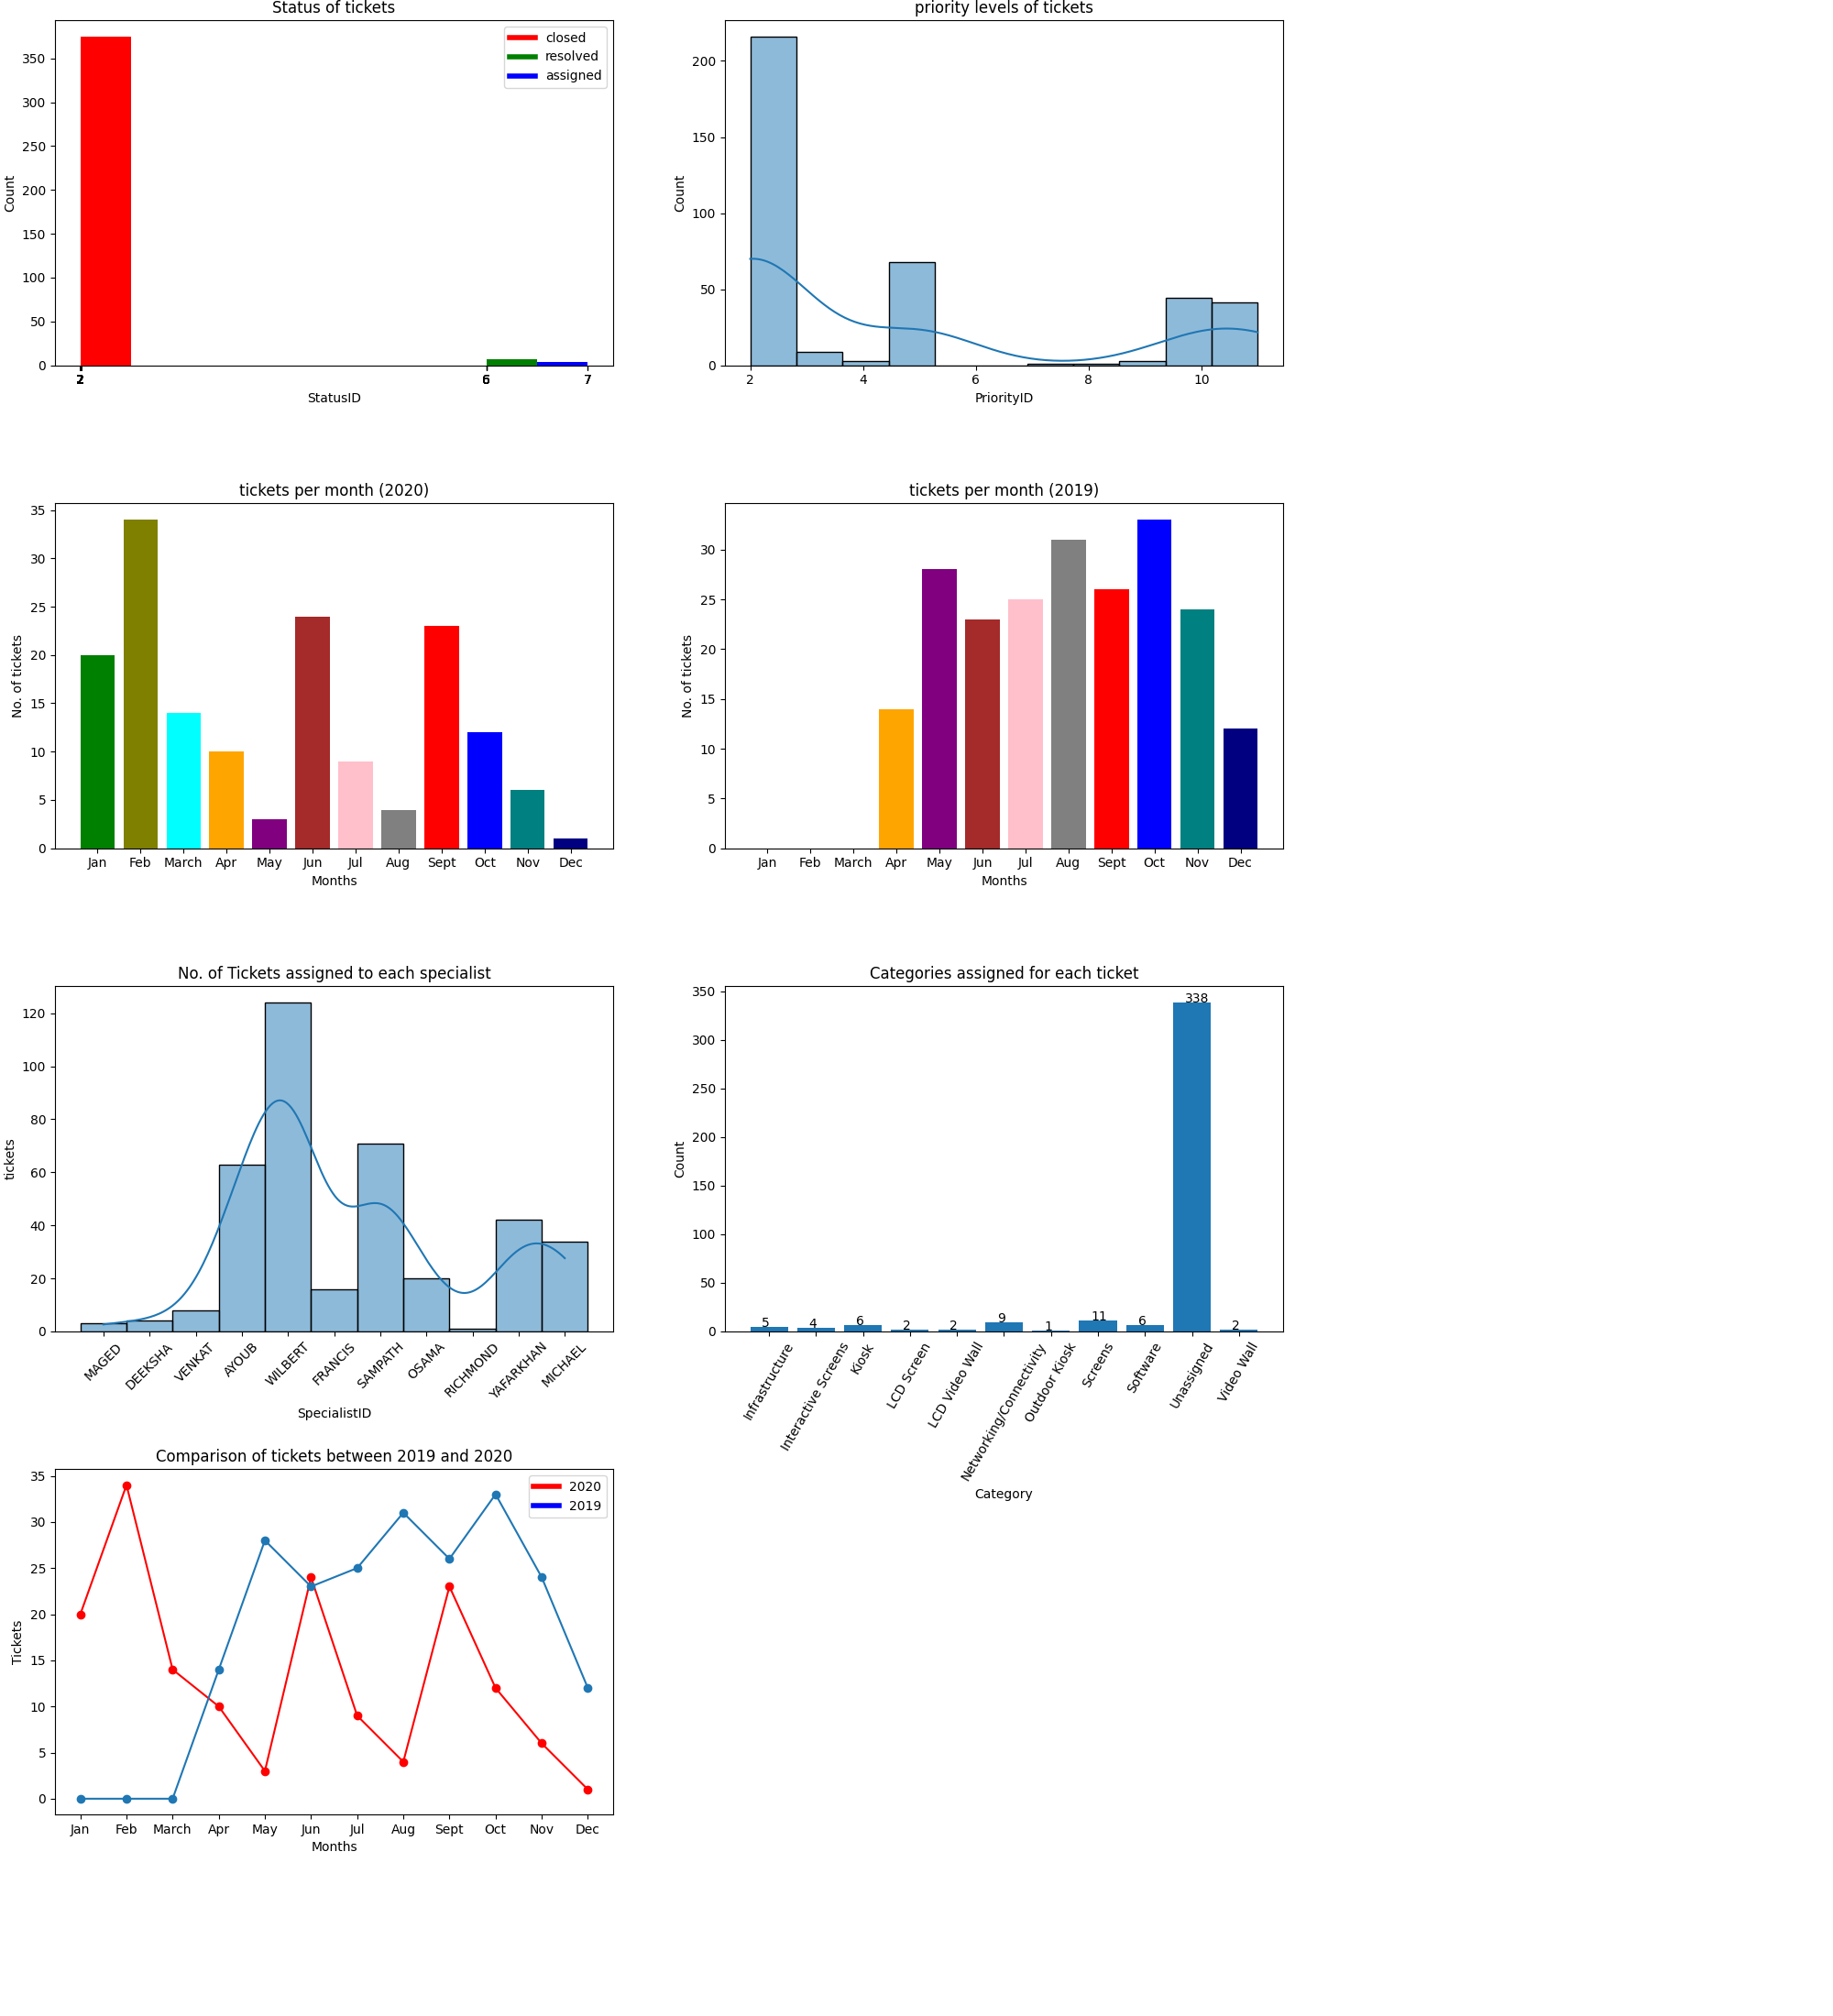 Status of tickets
Count
350
300
250
200
150
100
50
0
closed
resolved
assigned
6
7
StatusID
priority levels of tickets
Count
200
150
100
50
0
2 4 6 8 10
PriorityID
tickets per month (2020)
No. of tickets
35
30
25
20
15
10
5
0
Jan Feb March Apr May Jun Jul Aug Sept Oct Nov Dec
Months
tickets per month (2019)
No. of tickets
30
25
20
15
10
5
0
Jan Feb March Apr May Jun Jul Aug Sept Oct Nov Dec
Months
No. of Tickets assigned to each specialist
tickets
120
100
80
60
40
20
0
MAGED DEEKSHA VENKAT AYOUB WILBERT FRANCIS SAMPATH OSAMA RICHMOND YAFARKHAN MICHAEL
SpecialistID
Categories assigned for each ticket
Count
350
300
250
200
150
100
50
0
5 4 6 2 2 9 1 11 6 338 2
Infrastructure Interactive Screens Kiosk LCD Screen LCD Video Wall Networking/Connectivity Outdoor Kiosk Screens Software Unassigned Video Wall
Category
Comparison of tickets between 2019 and 2020
Tickets
35
30
25
20
15
10
5
0
2020
2019
Jan Feb March Apr May Jun Jul Aug Sept Oct Nov Dec
Months